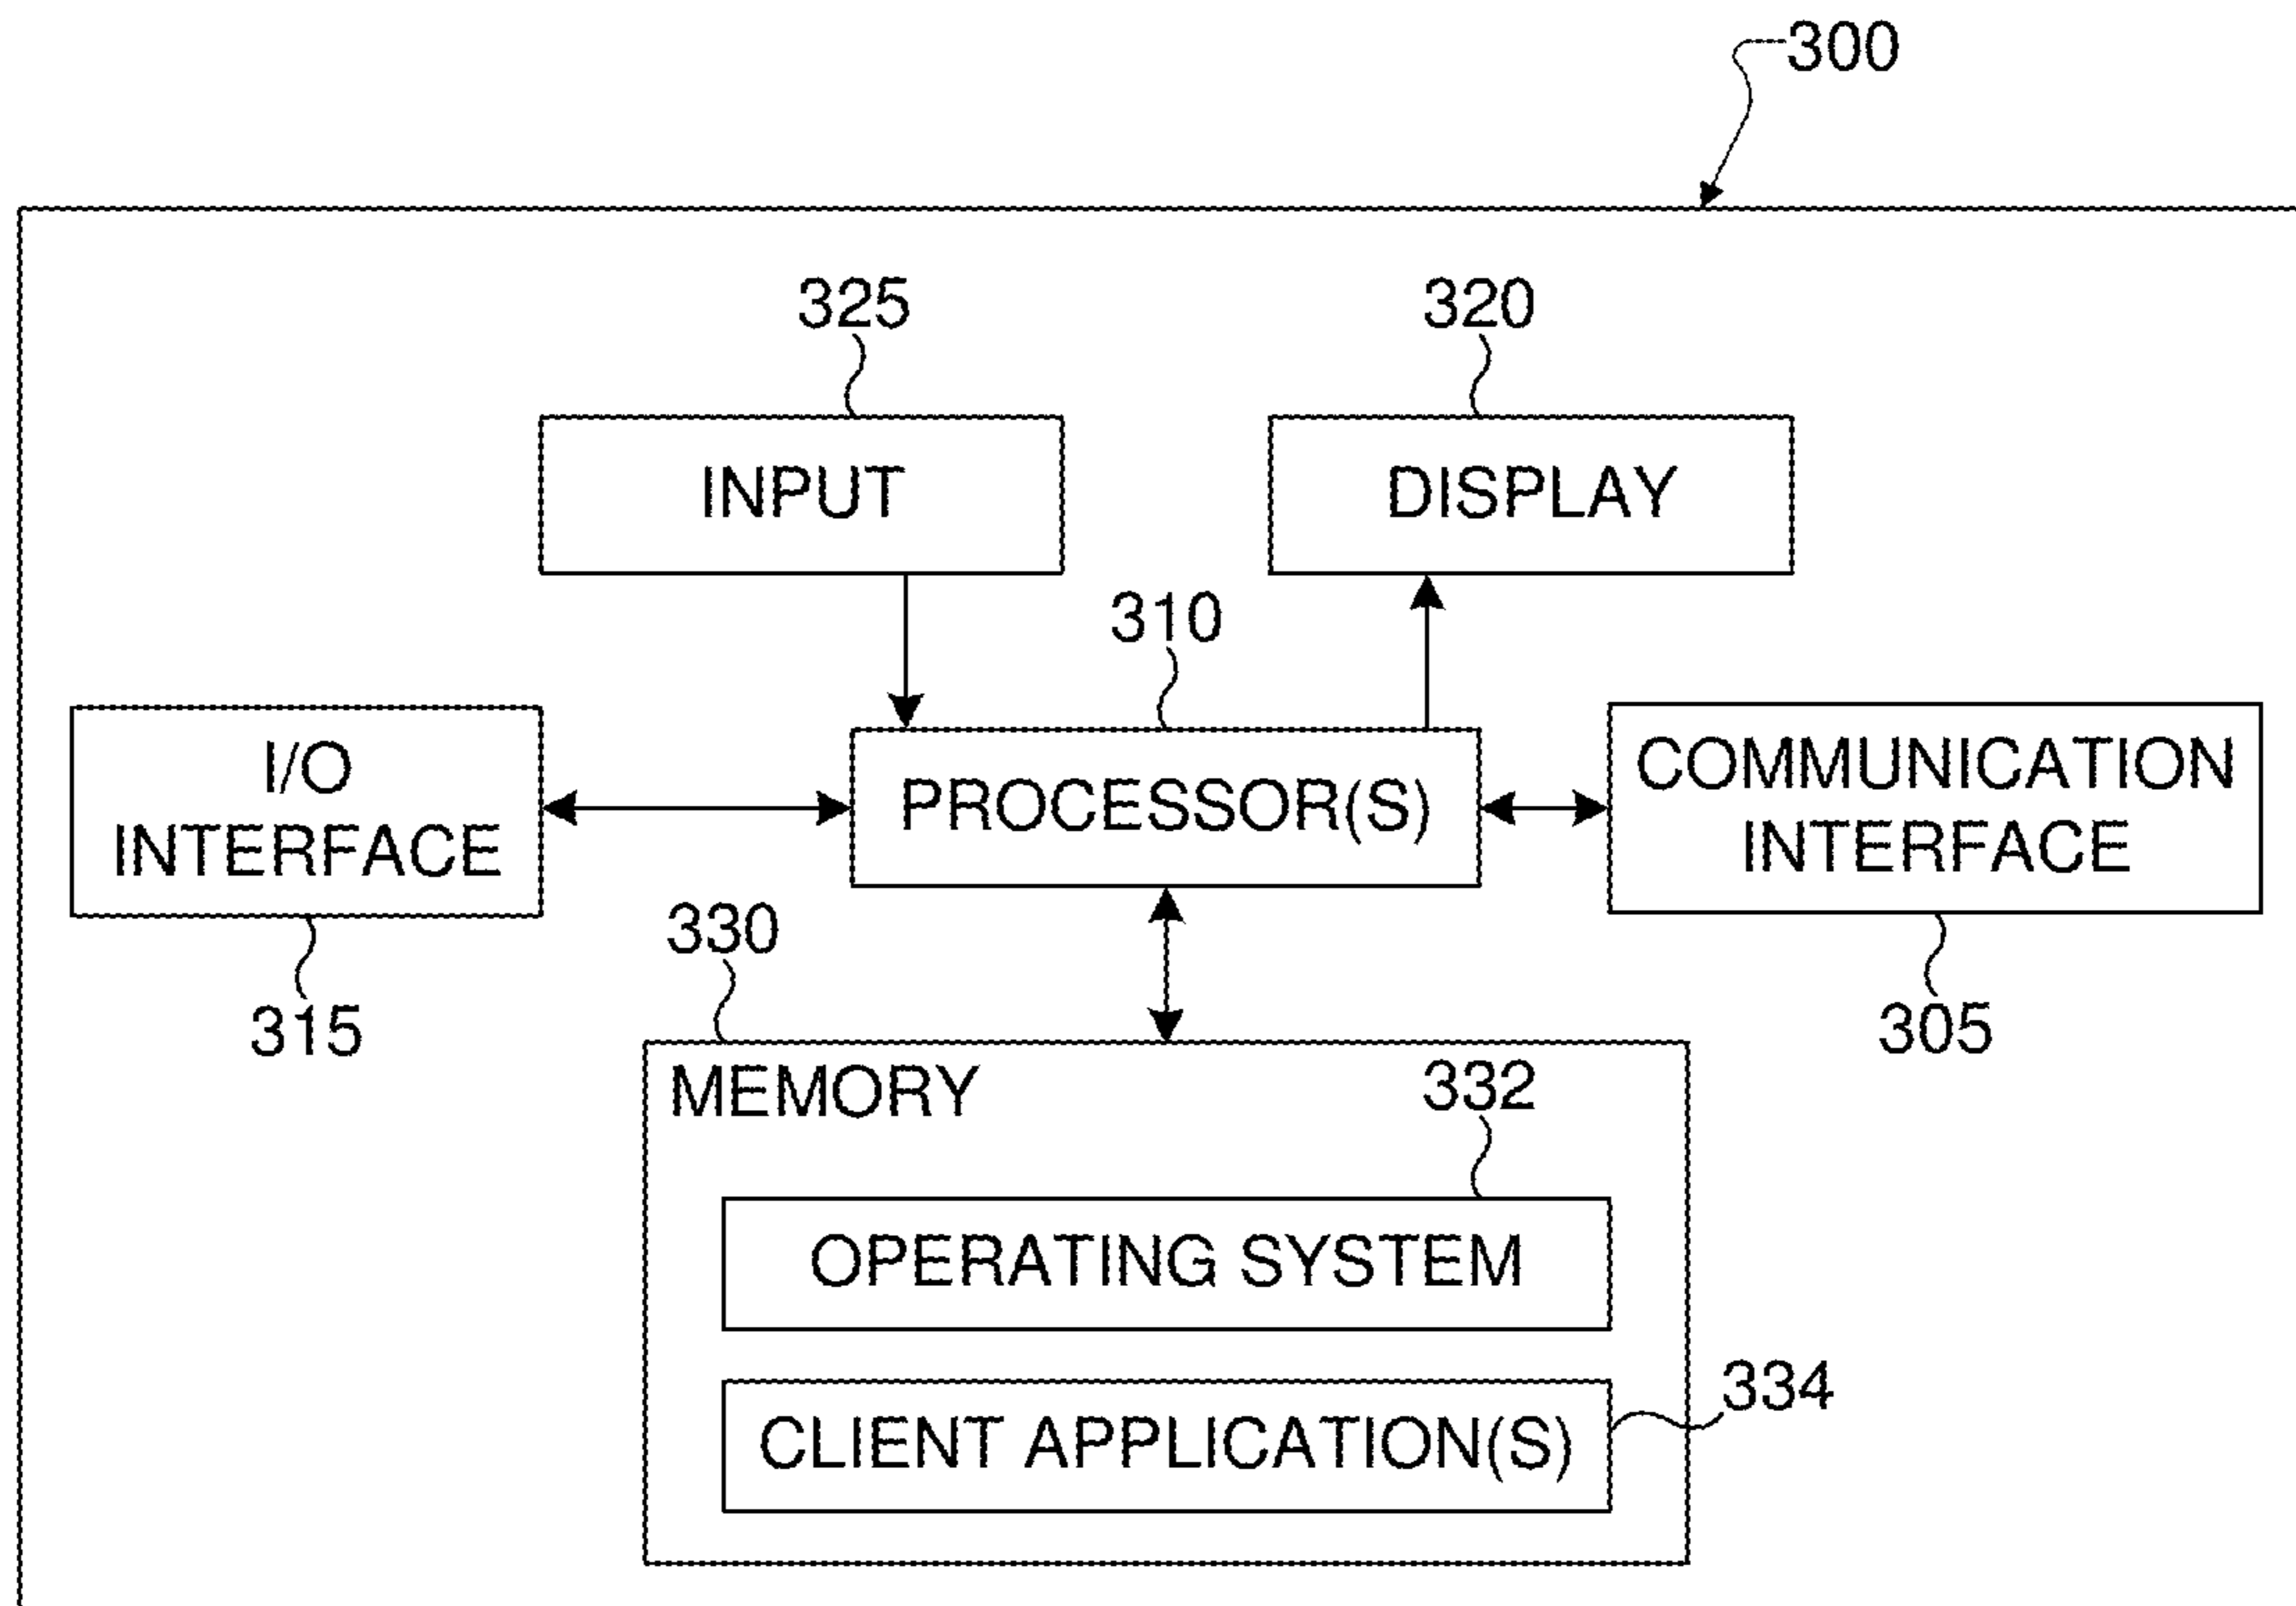 300
325
320
INPUT
DISPLAY
310
I/O
INTERFACE
PROCESSOR(S)
COMMUNICATION
INTERFACE
330
315
305
MEMORY
332
OPERATING SYSTEM
334
CLIENT APPLICATION(S)